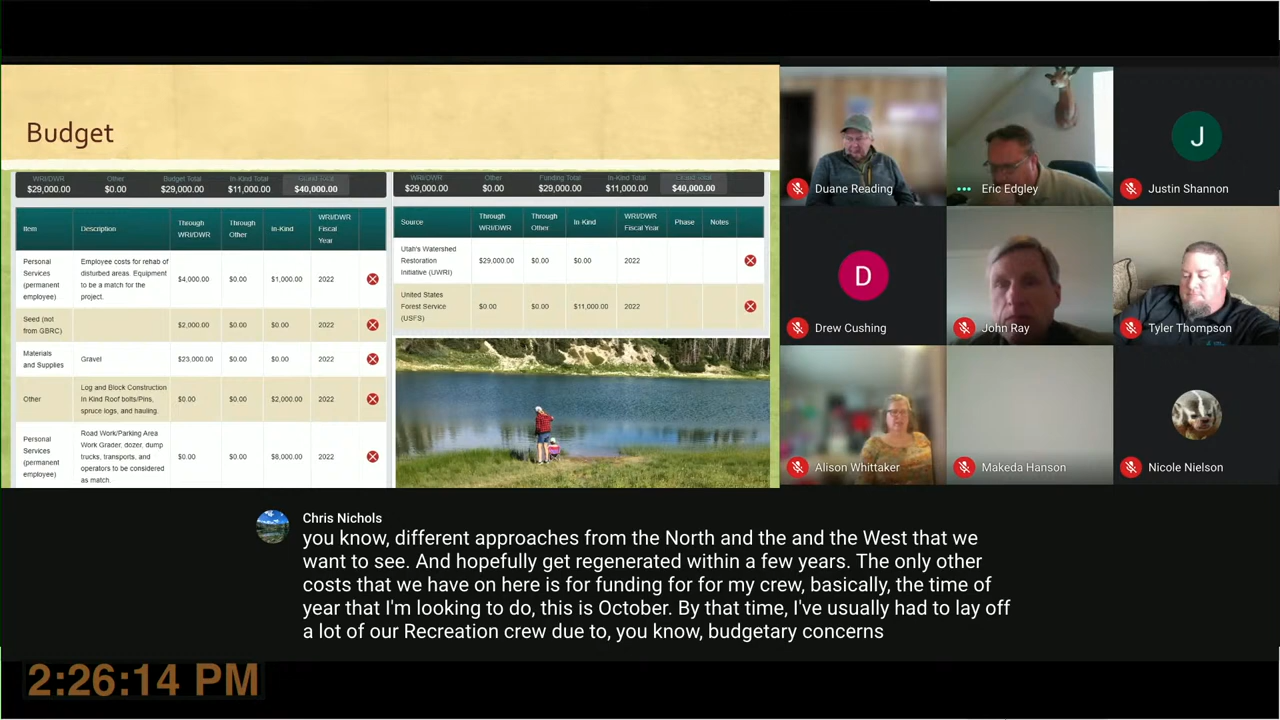 Budget
WRI/DWR Other Budget Total In-Kind Total Grand Total
$29,000.00 $0.00 $29,000.00 $11,000.00 $40,000.00
Item Description Through WRI/DWR Through Other In-Kind WRI/DWR Fiscal Year
Personal Services (permanent employee) Employee costs for rehab of disturbed areas. Equipment to be a match for the project. $4,000.00 $0.00 $1,000.00 2022
Seed (not from GBRC) $2,000.00 $0.00 $0.00 2022
Materials and Supplies Gravel $23,000.00 $0.00 $0.00 2022
Other Log and Block Construction in Kind Roof bolts/Pins, spruce logs, and hauling. $0.00 $0.00 $2,000.00 2022
Personal Services (permanent employee) Road Work/Parking Area Work Grader, dozer, dump trucks, transports, and operators to be considered as match. $0.00 $0.00 $8,000.00 2022
WRI/DWR Other Funding Total In-Kind Total Grand Total
$29,000.00 $0.00 $29,000.00 $11,000.00 $40,000.00
Source Through WRI/DWR Through Other In-Kind WRI/DWR Fiscal Year Phase Notes
Utah's Watershed Restoration Initiative (UWRI) $29,000.00 $0.00 $0.00 2022
United States Forest Service (USFS) $0.00 $0.00 $11,000.00 2022
Duane Reading
Eric Edgley
J
Justin Shannon
D
Drew Cushing
John Ray
Tyler Thompson
Alison Whittaker
Makeda Hanson
Nicole Nielson
Chris Nichols
you know, different approaches from the North and the and the West that we
want to see. And hopefully get regenerated within a few years. The only other
costs that we have on here is for funding for for my crew, basically, the time of
year that I'm looking to do, this is October. By that time, I've usually had to lay off
a lot of our Recreation crew due to, you know, budgetary concerns
2:26:14 PM